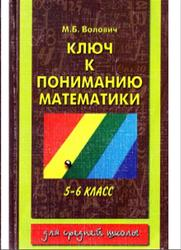 М.Б. Волович
КЛЮЧ
К
ПОНИМАНИЮ
МАТЕМАТИКИ
5-6 КЛАСС
для средней школы